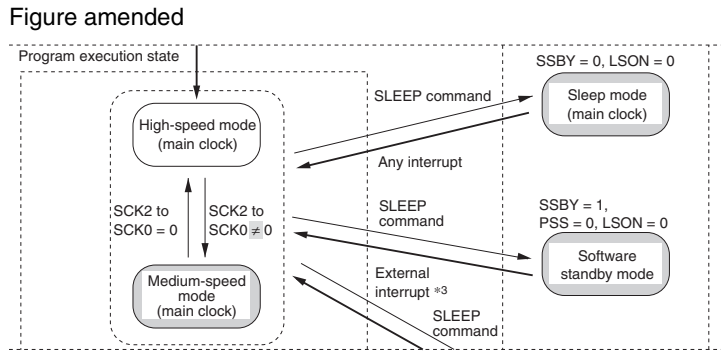 Figure amended
Program execution state
SSBY = 0, LSON = 0
SLEEP command
Sleep mode
(main clock)
High-speed mode
(main clock)
Any interrupt
SCK2 to
SCK0 = 0
SCK2 to
SCK0 ≠ 0
SLEEP
command
SSBY = 1,
PSS = 0, LSON = 0
Software
standby mode
Medium-speed
mode
(main clock)
External
interrupt *3
SLEEP
command